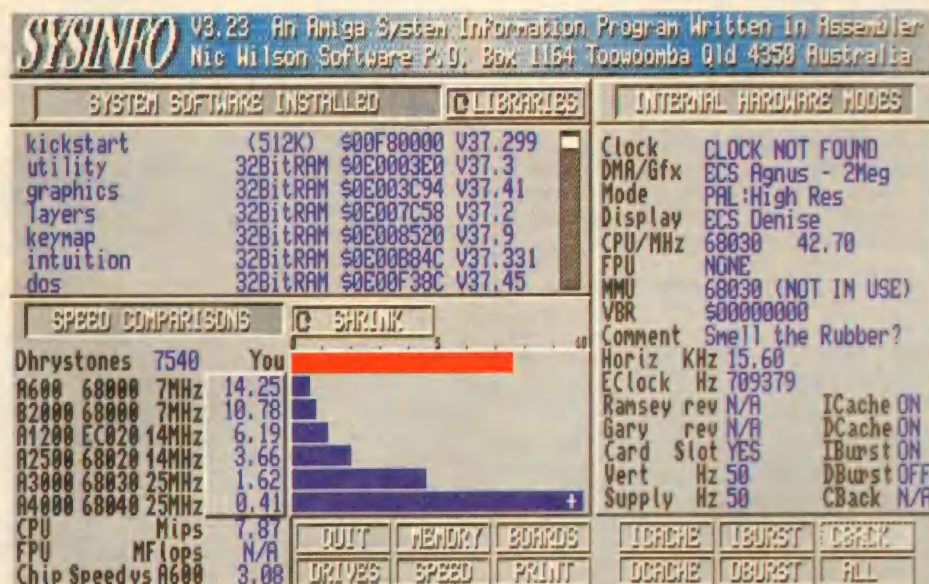 SYSINFO V3.23 An Amiga System Information Program Written in Assembler
Nic Wilson Software P.O. Box 1164 Toowoomba Qld 4350 Australia
SYSTEM SOFTWARE INSTALLED
LIBRARIES
kickstart (512K) $00F80000 V37.299
utility 32BitRAM $0E0003E0 V37.3
graphics 32BitRAM $0E003C94 V37.41
layers 32BitRAM $0E007C58 V37.2
keymap 32BitRAM $0E008520 V37.9
intuition 32BitRAM $0E00B84C V37.331
dos 32BitRAM $0E00F38C V37.45
INTERNAL HARDWARE MODES
Clock CLOCK NOT FOUND
DMA/Gfx ECS Agnus - 2Meg
Mode PAL:High Res
Display ECS Denise
CPU/MHz 68030 42.70
FPU NONE
MMU 68030 (NOT IN USE)
VBR $00000000
Comment Smell the Rubber?
Horiz KHz 15.60
EClock Hz 709379
Ramsey rev N/A ICache ON
Gary rev N/A DCache ON
Card Slot YES IBurst ON
Vert Hz 50 DBurst OFF
Supply Hz 50 CBack N/A
SPEED COMPARISONS
SHRINK
Dhrystones 7540 You
A600 68000 7MHz 14.25
B2000 68000 7MHz 10.78
A1200 EC020 14MHz 6.19
A2500 68020 14MHz 3.66
A3000 68030 25MHz 1.62
A4000 68040 25MHz 0.41
CPU Mips 7.87
FPU MFlops N/A
Chip Speed vs A600 3.08
QUIT MEMORY BOARDS
DRIVES SPEED PRINT
ICACHE IBURST CBACK
DCACHE DBURST ALL